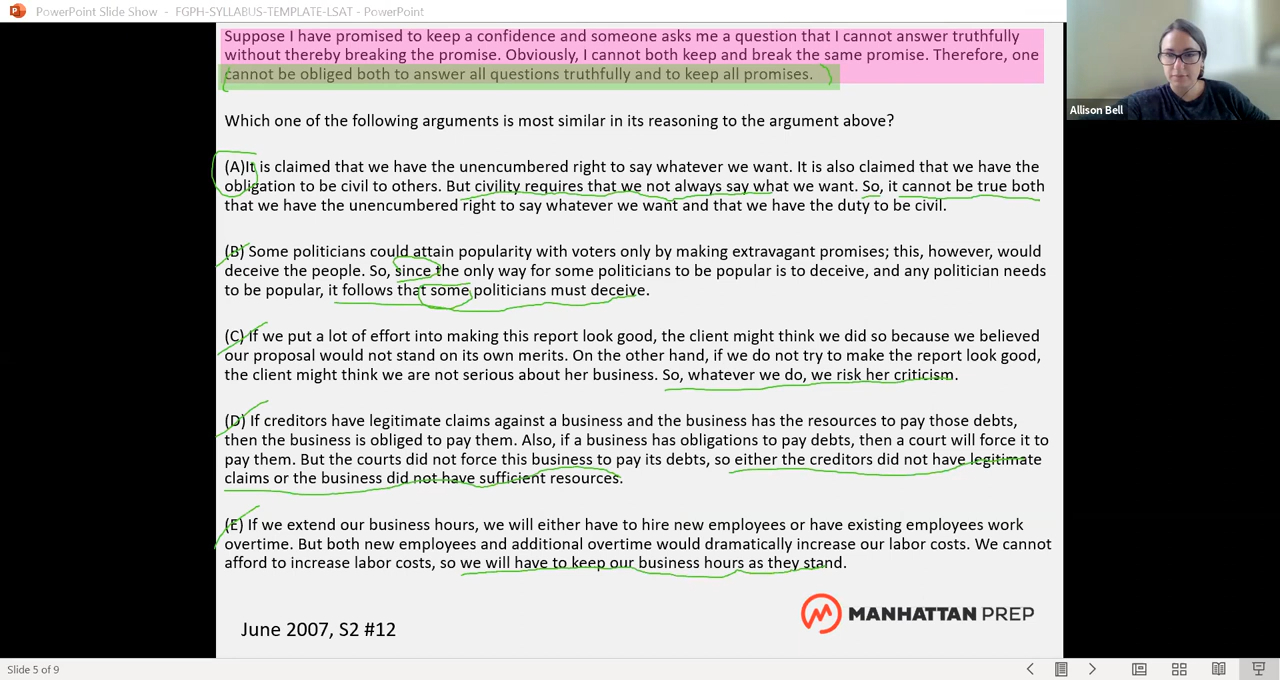 PowerPoint Slide Show - FGPH-SYLLABUS-TEMPLATE-LSAT - PowerPoint
Suppose I have promised to keep a confidence and someone asks me a question that I cannot answer truthfully
without thereby breaking the promise. Obviously, I cannot both keep and break the same promise. Therefore, one
cannot be obliged both to answer all questions truthfully and to keep all promises.
Allison Bell
Which one of the following arguments is most similar in its reasoning to the argument above?
(A)It is claimed that we have the unencumbered right to say whatever we want. It is also claimed that we have the
obligation to be civil to others. But civility requires that we not always say what we want. So, it cannot be true both
that we have the unencumbered right to say whatever we want and that we have the duty to be civil.
(B) Some politicians could attain popularity with voters only by making extravagant promises; this, however, would
deceive the people. So, since the only way for some politicians to be popular is to deceive, and any politician needs
to be popular, it follows that some politicians must deceive.
(C) If we put a lot of effort into making this report look good, the client might think we did so because we believed
our proposal would not stand on its own merits. On the other hand, if we do not try to make the report look good,
the client might think we are not serious about her business. So, whatever we do, we risk her criticism.
(D) If creditors have legitimate claims against a business and the business has the resources to pay those debts,
then the business is obliged to pay them. Also, if a business has obligations to pay debts, then a court will force it to
pay them. But the courts did not force this business to pay its debts, so either the creditors did not have legitimate
claims or the business did not have sufficient resources.
(E) If we extend our business hours, we will either have to hire new employees or have existing employees work
overtime. But both new employees and additional overtime would dramatically increase our labor costs. We cannot
afford to increase labor costs, so we will have to keep our business hours as they stand.
MANHATTAN PREP
June 2007, S2 #12
Slide 5 of 9